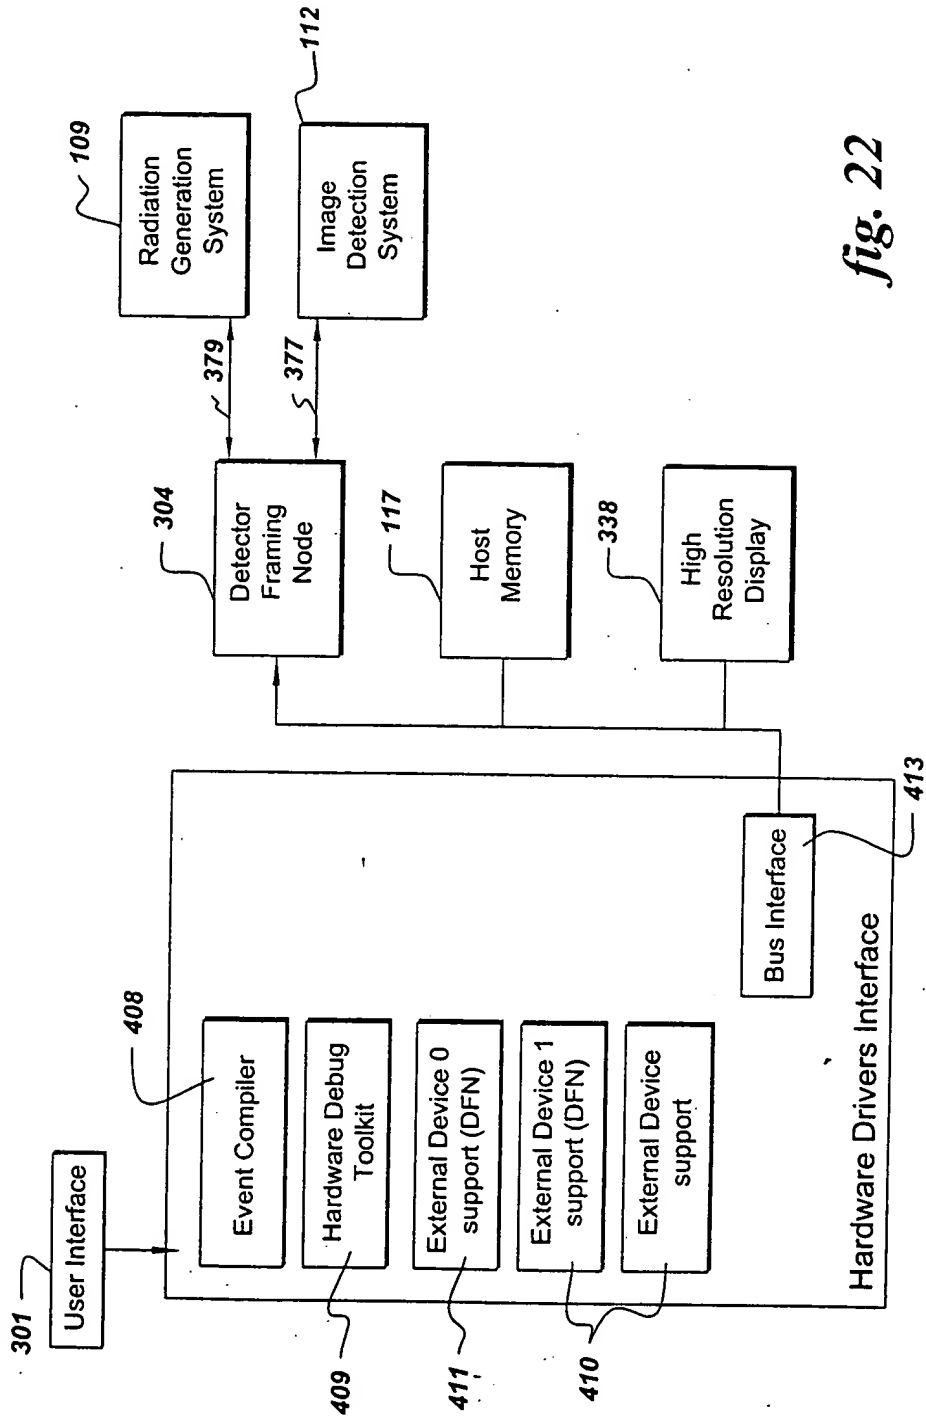 301
User Interface
408
Event Compiler
Hardware Debug
Toolkit
409
External Device 0
support (DFN)
411
External Device 1
support (DFN)
External Device
support
410
Bus Interface
413
Hardware Drivers Interface
304
Detector
Framing
Node
117
Host
Memory
338
High
Resolution
Display
379
377
109
Radiation
Generation
System
112
Image
Detection
System
fig. 22